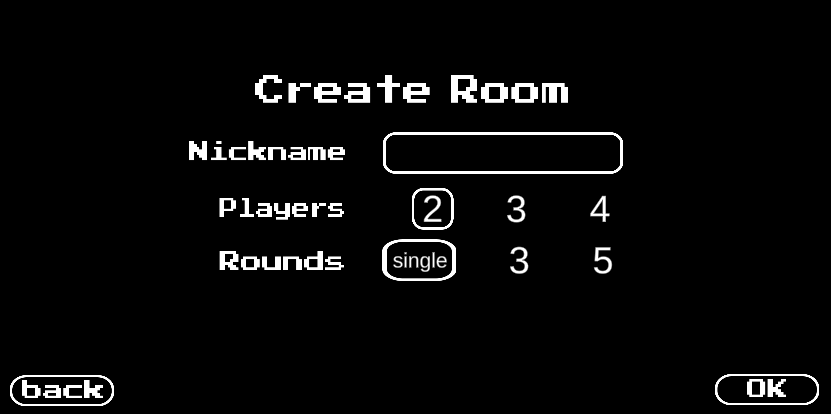 Create Room
Nickname
Players 2 3 4
Rounds single 3 5
back OK